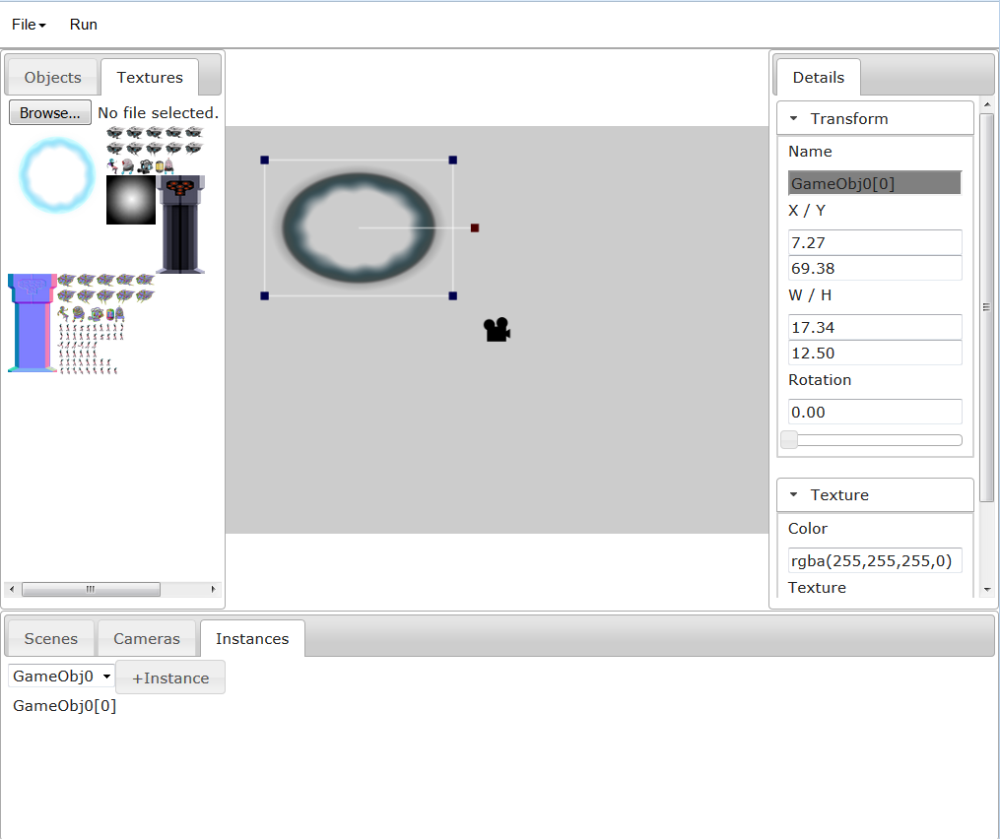 File Run
Objects Textures
Browse... No file selected.
Details
Transform
Name
GameObj0[0]
X / Y
7.27
69.38
W / H
17.34
12.50
Rotation
0.00
Texture
Color
rgba(255,255,255,0)
Texture
Scenes Cameras Instances
GameObj0 +Instance
GameObj0[0]